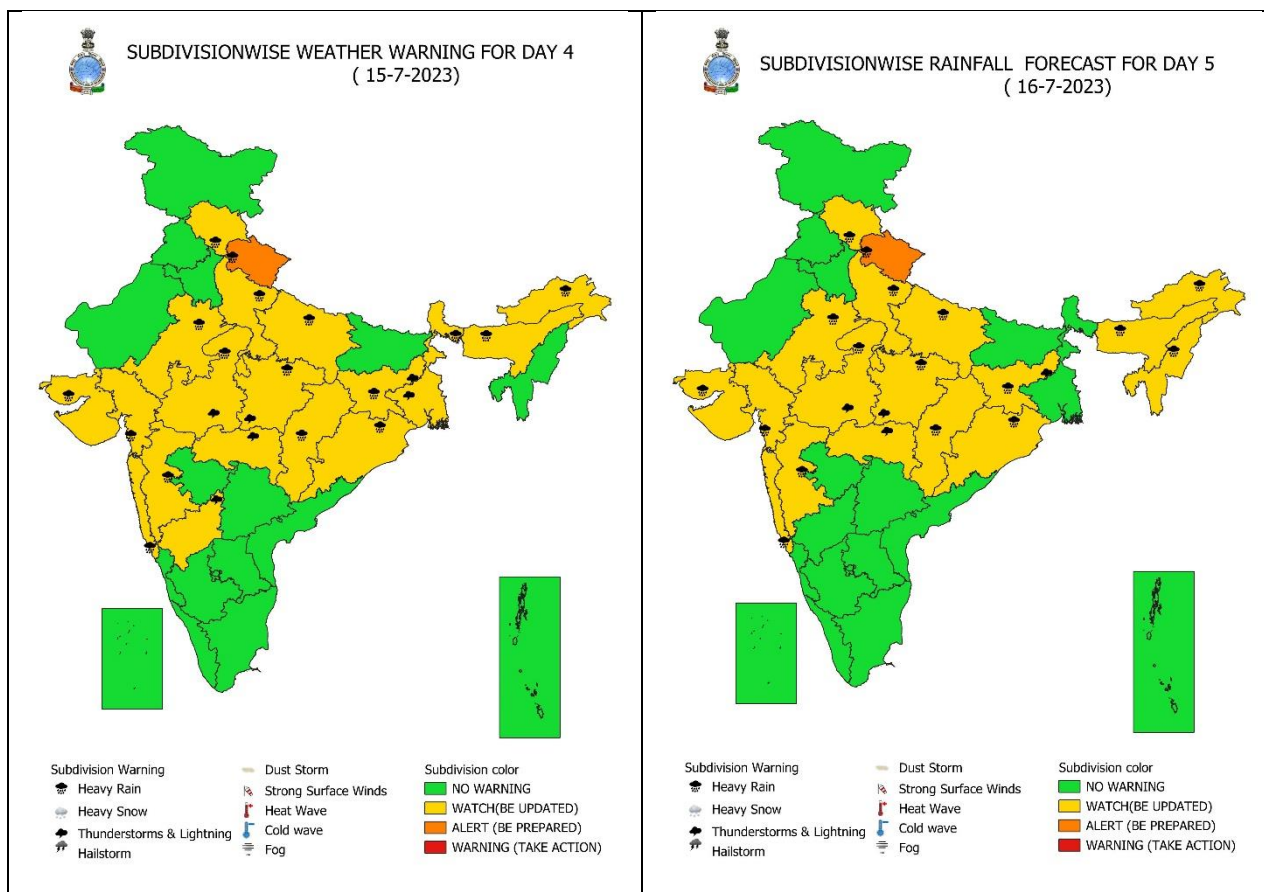 SUBDIVISIONWISE WEATHER WARNING FOR DAY 4
( 15-7-2023)
Subdivision Warning
Heavy Rain
Heavy Snow
Thunderstorms & Lightning
Hailstorm
Dust Storm
Strong Surface Winds
Heat Wave
Cold wave
Fog
Subdivision color
NO WARNING
WATCH(BE UPDATED)
ALERT (BE PREPARED)
WARNING (TAKE ACTION)
SUBDIVISIONWISE RAINFALL FORECAST FOR DAY 5
( 16-7-2023)
Subdivision Warning
Heavy Rain
Heavy Snow
Thunderstorms & Lightning
Hailstorm
Dust Storm
Strong Surface Winds
Heat Wave
Cold wave
Fog
Subdivision color
NO WARNING
WATCH(BE UPDATED)
ALERT (BE PREPARED)
WARNING (TAKE ACTION)